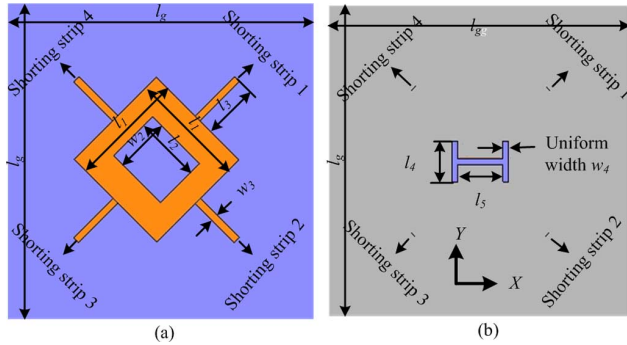 l_g
Shorting strip 4
Shorting strip 1
l_1
l_1
l_3
w_2
l_2
l_g
w_3
Shorting strip 3
Shorting strip 2
(a)
l_g
Shorting strip 4
Shorting strip 1
l_g
l_4
l_5
Uniform
width w_4
Y
X
Shorting strip 3
Shorting strip 2
(b)